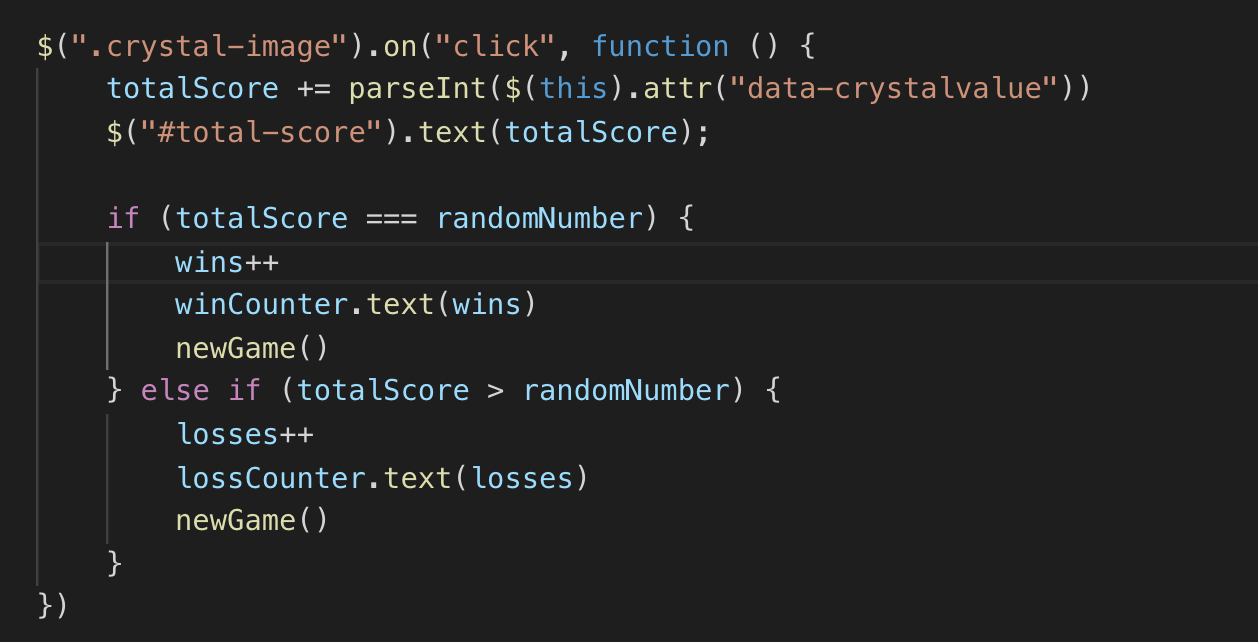 $(".crystal-image").on("click", function () {
    totalScore += parseInt($(this).attr("data-crystalvalue"))
    $("#total-score").text(totalScore);

    if (totalScore === randomNumber) {
        wins++
        winCounter.text(wins)
        newGame()
    } else if (totalScore > randomNumber) {
        losses++
        lossCounter.text(losses)
        newGame()
    }
})